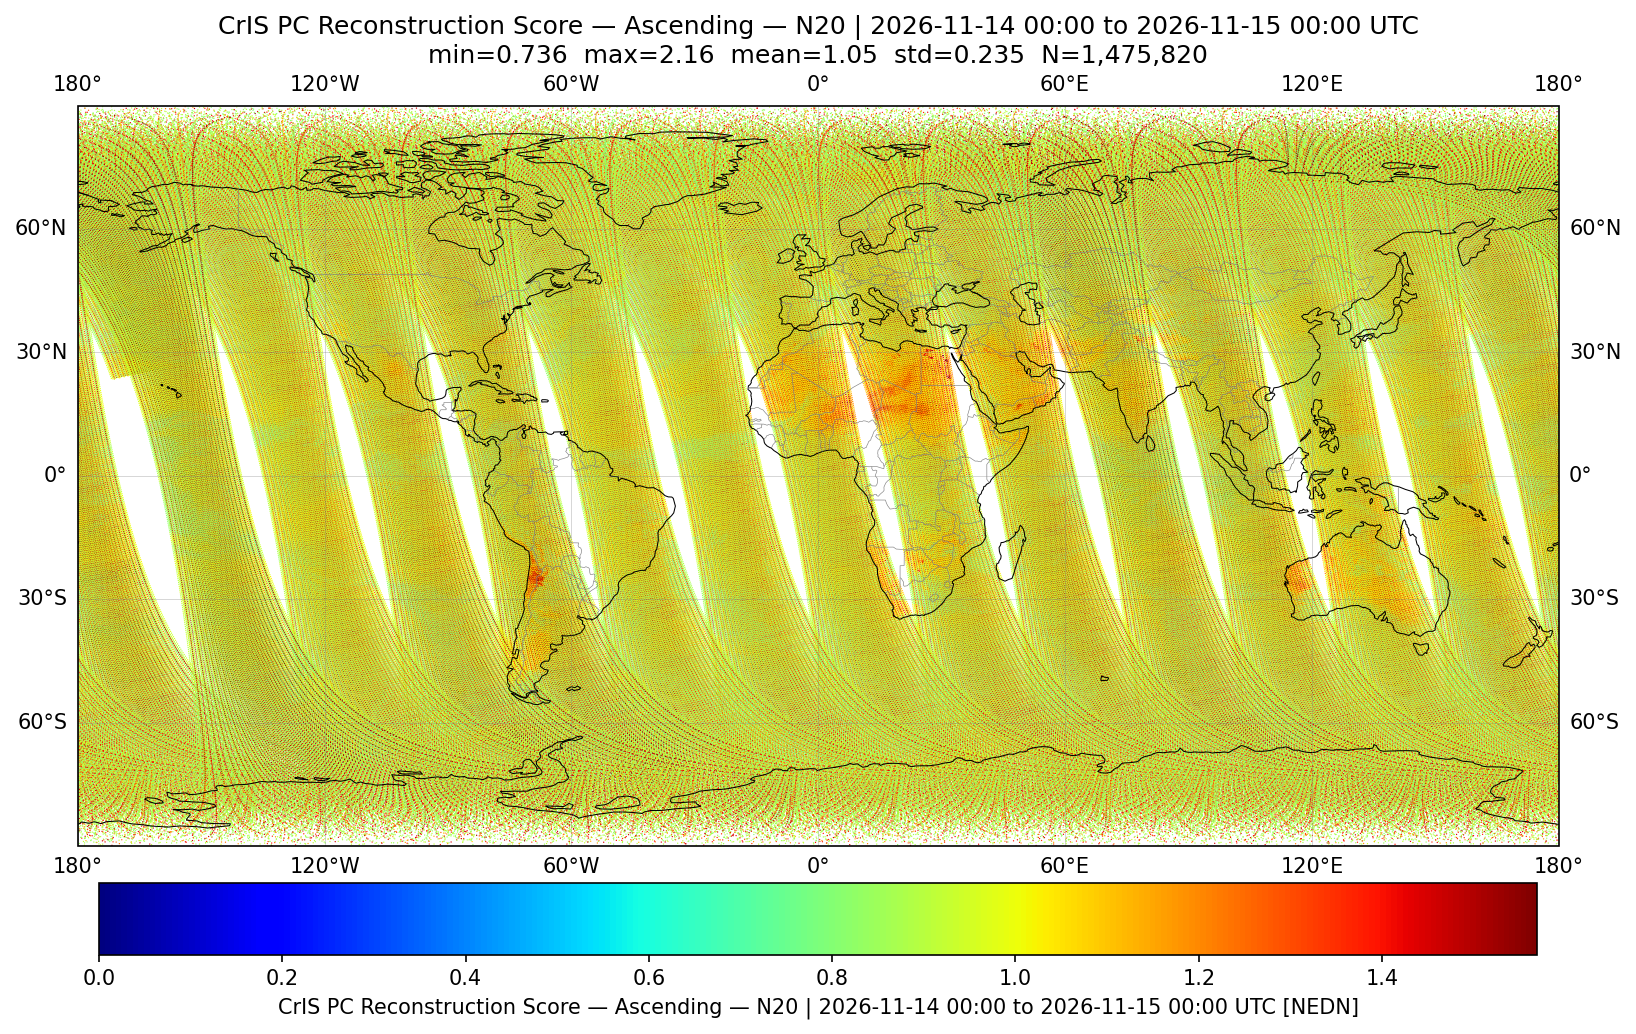 CrIS PC Reconstruction Score — Ascending — N20 | 2026-11-14 00:00 to 2026-11-15 00:00 UTC
min=0.736 max=2.16 mean=1.05 std=0.235 N=1,475,820
180° 120°W 60°W 0° 60°E 120°E 180°
60°N 60°N
30°N 30°N
0° 0°
30°S 30°S
60°S 60°S
180° 120°W 60°W 0° 60°E 120°E 180°
0.0 0.2 0.4 0.6 0.8 1.0 1.2 1.4
CrIS PC Reconstruction Score — Ascending — N20 | 2026-11-14 00:00 to 2026-11-15 00:00 UTC [NEDN]